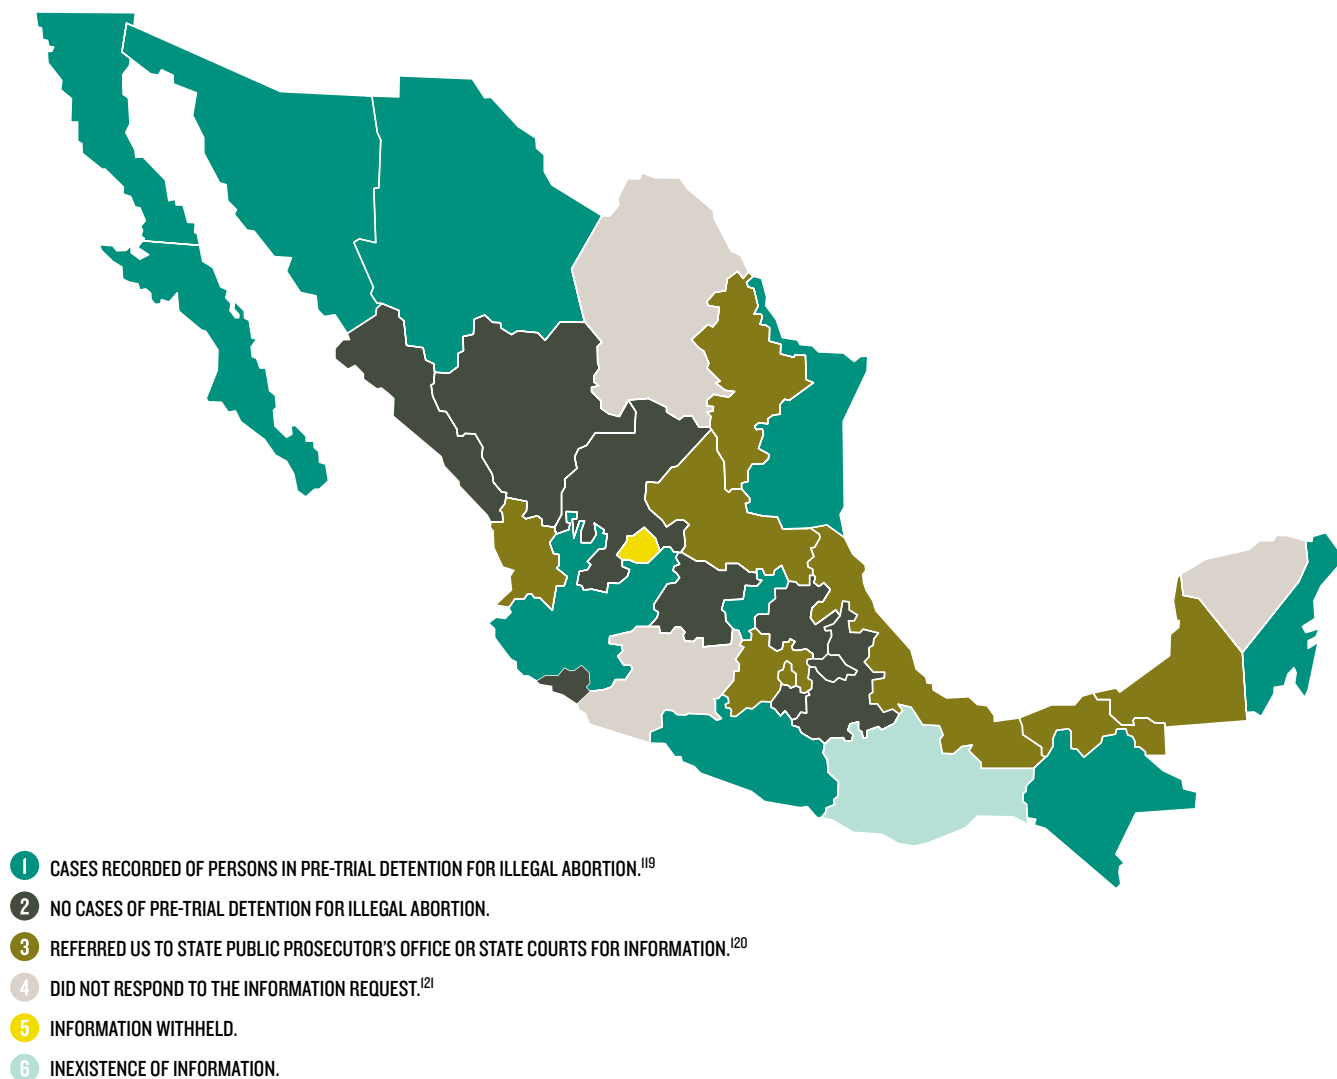 1 CASES RECORDED OF PERSONS IN PRE-TRIAL DETENTION FOR ILLEGAL ABORTION.119
2 NO CASES OF PRE-TRIAL DETENTION FOR ILLEGAL ABORTION.
3 REFERRED US TO STATE PUBLIC PROSECUTOR'S OFFICE OR STATE COURTS FOR INFORMATION.120
4 DID NOT RESPOND TO THE INFORMATION REQUEST.121
5 INFORMATION WITHHELD.
6 INEXISTENCE OF INFORMATION.